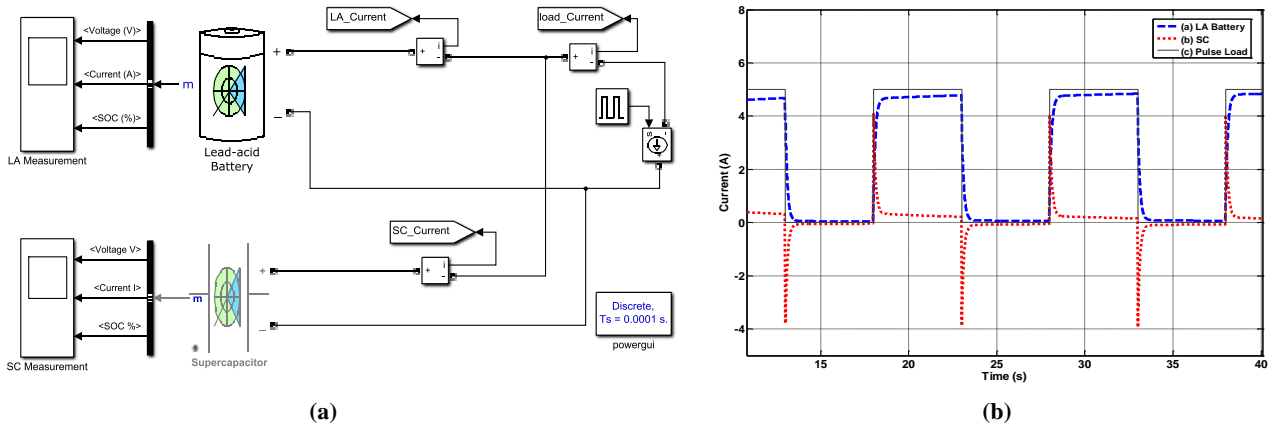 LA_Current
load_Current
<Voltage (V)>
<Current (A)>
<SOC (%)>
m
+
_
i
+
-
i
+
-
s
-
+
LA Measurement
Lead-acid
Battery
SC_Current
<Voltage V>
<Current I>
<SOC %>
m
+
_
i
+
-
SC Measurement
Supercapacitor
Discrete,
Ts = 0.0001 s.
powergui
(a)
8
6
4
2
0
-2
-4
Current (A)
(a) LA Battery
(b) SC
(c) Pulse Load
15
20
25
30
35
40
Time (s)
(b)